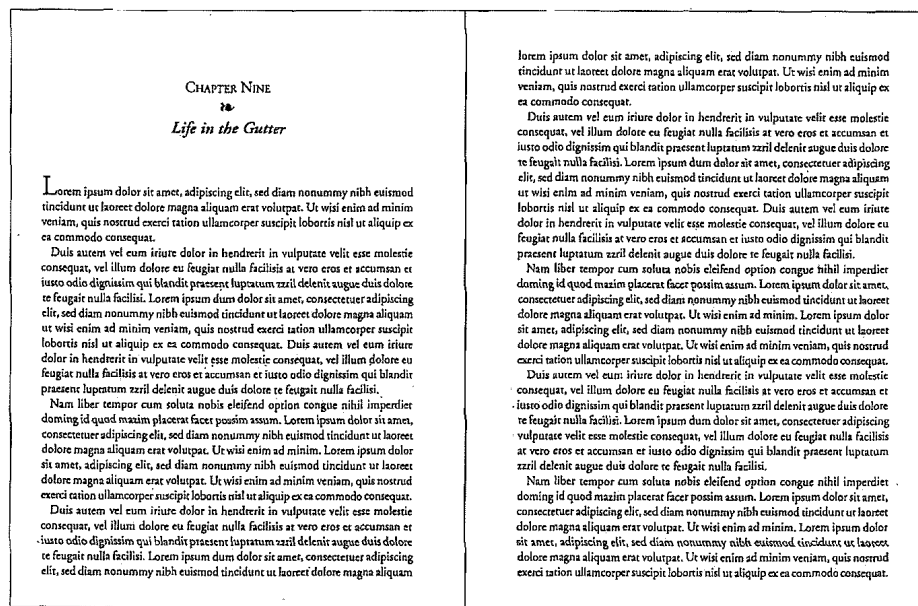 CHAPTER NINE
❧
Life in the Gutter
Lorem ipsum dolor sit amet, adipiscing elit, sed diam nonummy nibh euismod
tincidunt ut laoreet dolore magna aliquam erat volutpat. Ut wisi enim ad minim
veniam, quis nostrud exerci tation ullamcorper suscipit lobortis nisl ut aliquip ex
ea commodo consequat.
Duis autem vel eum iriure dolor in hendrerit in vulputate velit esse molestie
consequat, vel illum dolore eu feugiat nulla facilisis at vero eros et accumsan et
iusto odio dignissim qui blandit praesent luptatum zzril delenit augue duis dolore
te feugait nulla facilisi. Lorem ipsum dum dolor sit amet, consectetuer adipiscing
elit, sed diam nonummy nibh euismod tincidunt ut laoreet dolore magna aliquam
ut wisi enim ad minim veniam, quis nostrud exerci tation ullamcorper suscipit
lobortis nisl ut aliquip ex ea commodo consequat. Duis autem vel eum iriure
dolor in hendrerit in vulputate velit esse molestie consequat, vel illum dolore eu
feugiat nulla facilisis at vero eros et accumsan et iusto odio dignissim qui blandit
praesent luptatum zzril delenit augue duis dolore te feugait nulla facilisi.
Nam liber tempor cum soluta nobis eleifend option congue nihil imperdiet
doming id quod mazim placerat facer possim assum. Lorem ipsum dolor sit amet,
consectetuer adipiscing elit, sed diam nonummy nibh euismod tincidunt ut laoreet
dolore magna aliquam erat volutpat. Ut wisi enim ad minim. Lorem ipsum dolor
sit amet, adipiscing elit, sed diam nonummy nibh euismod tincidunt ut laoreet
dolore magna aliquam erat volutpat. Ut wisi enim ad minim veniam, quis nostrud
exerci tation ullamcorper suscipit lobortis nisl ut aliquip ex ea commodo consequat.
Duis autem vel eum iriure dolor in hendrerit in vulputate velit esse molestie
consequat, vel illum dolore eu feugiat nulla facilisis at vero eros et accumsan et
iusto odio dignissim qui blandit praesent luptatum zzril delenit augue duis dolore
te feugait nulla facilisi. Lorem ipsum dum dolor sit amet, consectetuer adipiscing
elit, sed diam nonummy nibh euismod tincidunt ut laoreet dolore magna aliquam
lorem ipsum dolor sit amet, adipiscing elit, sed diam nonummy nibh euismod
tincidunt ut laoreet dolore magna aliquam erat volutpat. Ut wisi enim ad minim
veniam, quis nostrud exerci tation ullamcorper suscipit lobortis nisl ut aliquip ex
ea commodo consequat.
Duis autem vel eum iriure dolor in hendrerit in vulputate velit esse molestie
consequat, vel illum dolore eu feugiat nulla facilisis at vero eros et accumsan et
iusto odio dignissim qui blandit praesent luptatum zzril delenit augue duis dolore
te feugait nulla facilisi. Lorem ipsum dum dolor sit amet, consectetuer adipiscing
elit, sed diam nonummy nibh euismod tincidunt ut laoreet dolore magna aliquam
ut wisi enim ad minim veniam, quis nostrud exerci tation ullamcorper suscipit
lobortis nisl ut aliquip ex ea commodo consequat. Duis autem vel eum iriure
dolor in hendrerit in vulputate velit esse molestie consequat, vel illum dolore eu
feugiat nulla facilisis at vero eros et accumsan et iusto odio dignissim qui blandit
praesent luptatum zzril delenit augue duis dolore te feugait nulla facilisi.
Nam liber tempor cum soluta nobis eleifend option congue nihil imperdiet
doming id quod mazim placerat facer possim assum. Lorem ipsum dolor sit amet,
consectetuer adipiscing elit, sed diam nonummy nibh euismod tincidunt ut laoreet
dolore magna aliquam erat volutpat. Ut wisi enim ad minim. Lorem ipsum dolor
sit amet, adipiscing elit, sed diam nonummy nibh euismod tincidunt ut laoreet
dolore magna aliquam erat volutpat. Ut wisi enim ad minim veniam, quis nostrud
exerci tation ullamcorper suscipit lobortis nisl ut aliquip ex ea commodo consequat.
Duis autem vel eum iriure dolor in hendrerit in vulputate velit esse molestie
consequat, vel illum dolore eu feugiat nulla facilisis at vero eros et accumsan et
iusto odio dignissim qui blandit praesent luptatum zzril delenit augue duis dolore
te feugait nulla facilisi. Lorem ipsum dum dolor sit amet, consectetuer adipiscing
vulputate velit esse molestie consequat, vel illum dolore eu feugiat nulla facilisis
at vero eros et accumsan et iusto odio dignissim qui blandit praesent luptatum
zzril delenit augue duis dolore te feugait nulla facilisi.
Nam liber tempor cum soluta nobis eleifend option congue nihil imperdiet
doming id quod mazim placerat facer possim assum. Lorem ipsum dolor sit amet,
consectetuer adipiscing elit, sed diam nonummy nibh euismod tincidunt ut laoreet
dolore magna aliquam erat volutpat. Ut wisi enim ad minim. Lorem ipsum dolor
sit amet, adipiscing elit, sed diam nonummy nibh euismod tincidunt ut laoreet
dolore magna aliquam erat volutpat. Ut wisi enim ad minim veniam, quis nostrud
exerci tation ullamcorper suscipit lobortis nisl ut aliquip ex ea commodo consequat.